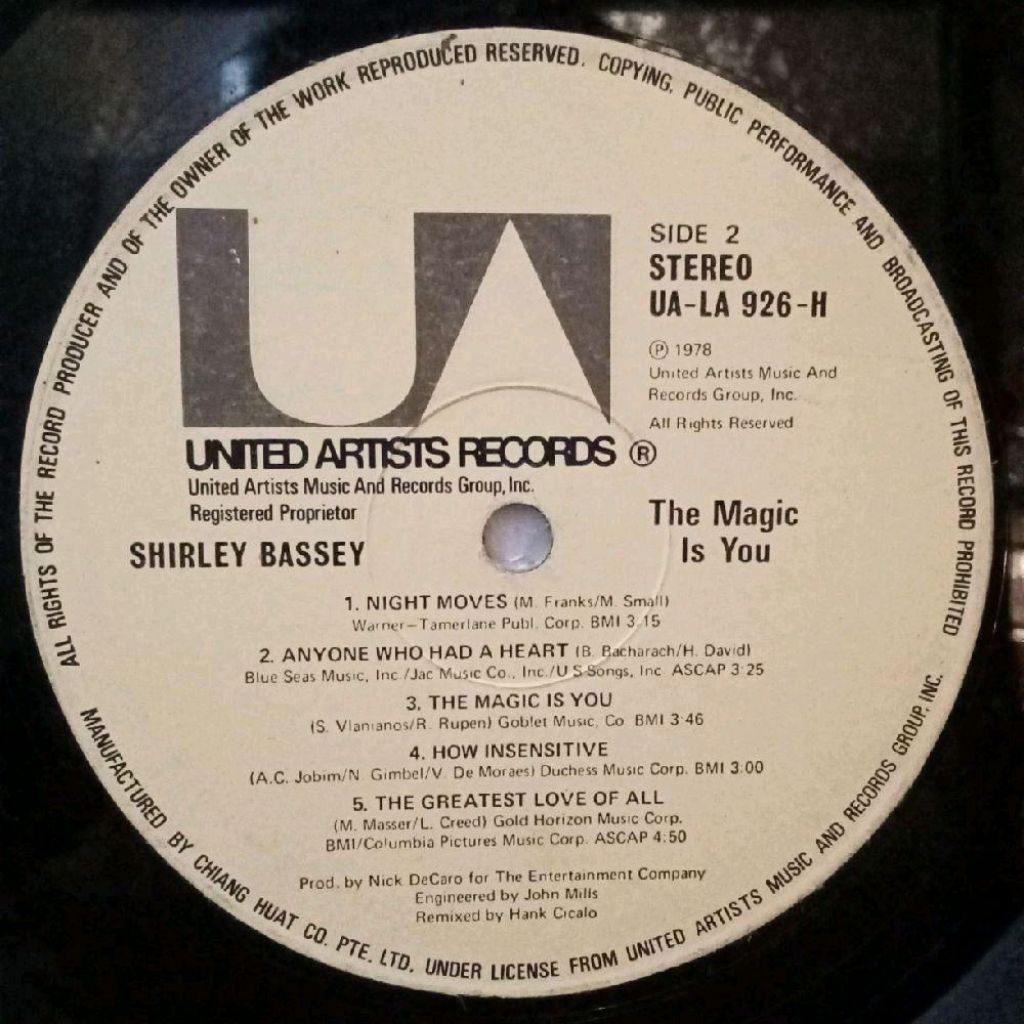 ALL RIGHTS OF THE RECORD PRODUCER AND OF THE OWNER OF THE WORK REPRODUCED RESERVED. COPYING, PUBLIC PERFORMANCE AND BROADCASTING OF THIS RECORD PROHIBITED
UA
SIDE 2
STEREO
UA-LA 926-H
℗ 1978
United Artists Music And
Records Group, Inc.
All Rights Reserved
UNITED ARTISTS RECORDS ®
United Artists Music And Records Group, Inc.
Registered Proprietor
SHIRLEY BASSEY
The Magic
Is You
1. NIGHT MOVES (M. Franks/M. Small)
Warner-Tamerlane Publ. Corp. BMI 3.15
2. ANYONE WHO HAD A HEART (B. Bacharach/H. David)
Blue Seas Music, Inc./Jac Music Co., Inc./U.S Songs, Inc. ASCAP 3:25
3. THE MAGIC IS YOU
(S. Vlanianos/R. Rupen) Goblet Music, Co. BMI 3:46
4. HOW INSENSITIVE
(A.C. Jobim/N. Gimbel/V. De Moraes) Duchess Music Corp. BMI 3:00
5. THE GREATEST LOVE OF ALL
(M. Masser/L. Creed) Gold Horizon Music Corp.
BMI/Columbia Pictures Music Corp. ASCAP 4:50
Prod. by Nick DeCaro for The Entertainment Company
Engineered by John Mills
Remixed by Hank Cicalo
MANUFACTURED BY CHIANG HUAT CO. PTE. LTD. UNDER LICENSE FROM UNITED ARTISTS MUSIC AND RECORDS GROUP, INC.